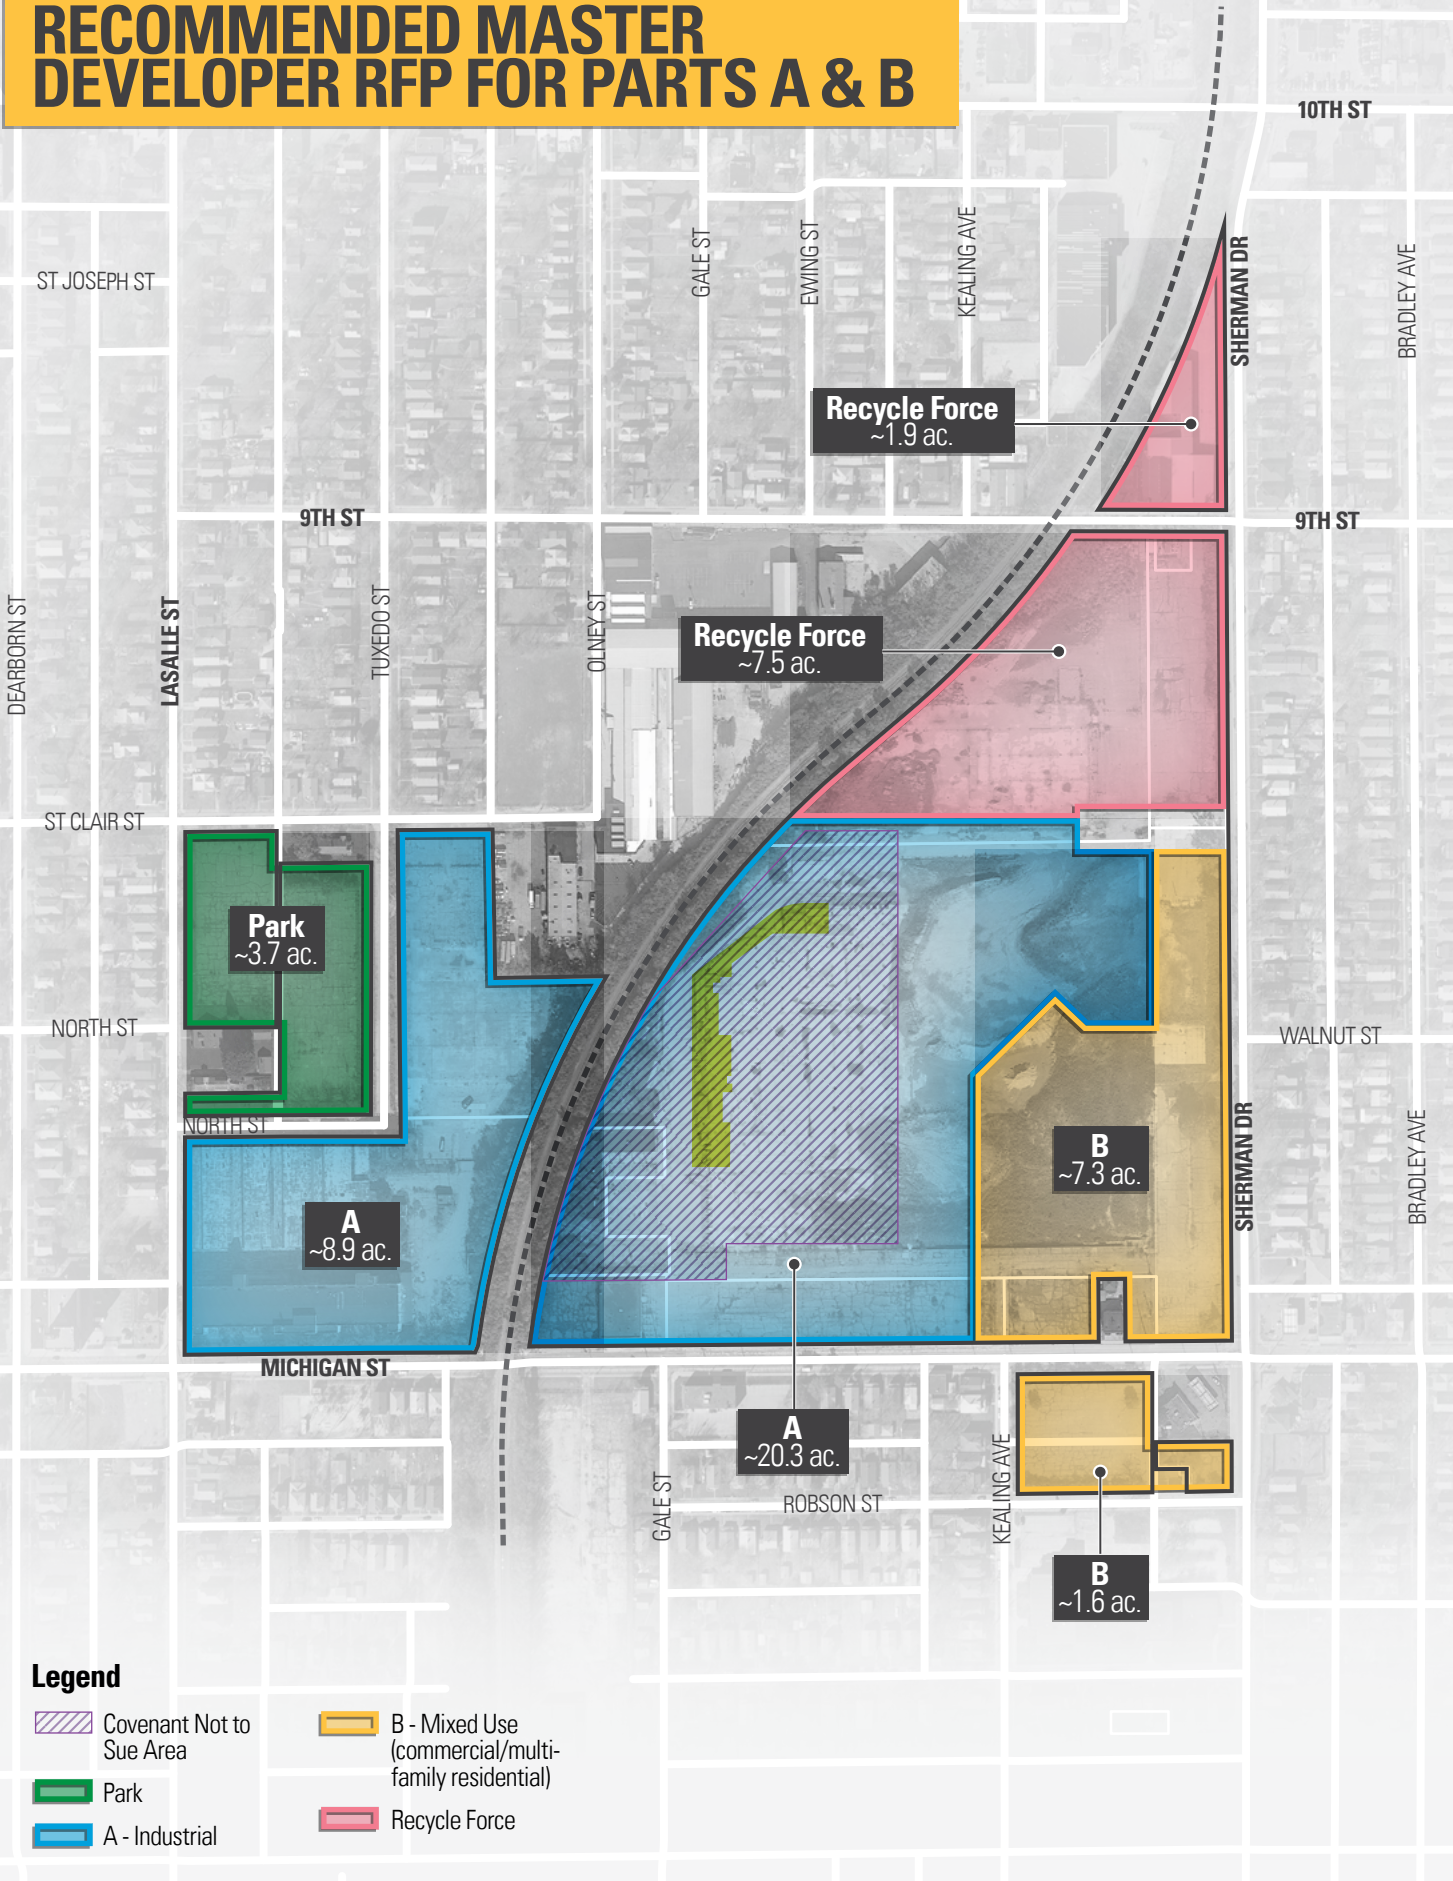 RECOMMENDED MASTER
DEVELOPER RFP FOR PARTS A & B
10TH ST
ST JOSEPH ST
GALE ST
EWING ST
KEALING AVE
SHERMAN DR
BRADLEY AVE
Recycle Force
~1.9 ac.
9TH ST
9TH ST
DEARBORN ST
LASALLE ST
TUXEDO ST
OLNEY ST
Recycle Force
~7.5 ac.
ST CLAIR ST
Park
~3.7 ac.
NORTH ST
WALNUT ST
NORTH ST
B
~7.3 ac.
SHERMAN DR
BRADLEY AVE
A
~8.9 ac.
MICHIGAN ST
A
~20.3 ac.
GALE ST
ROBSON ST
KEALING AVE
B
~1.6 ac.
Legend
Covenant Not to
Sue Area
Park
A - Industrial
B - Mixed Use
(commercial/multi-
family residential)
Recycle Force